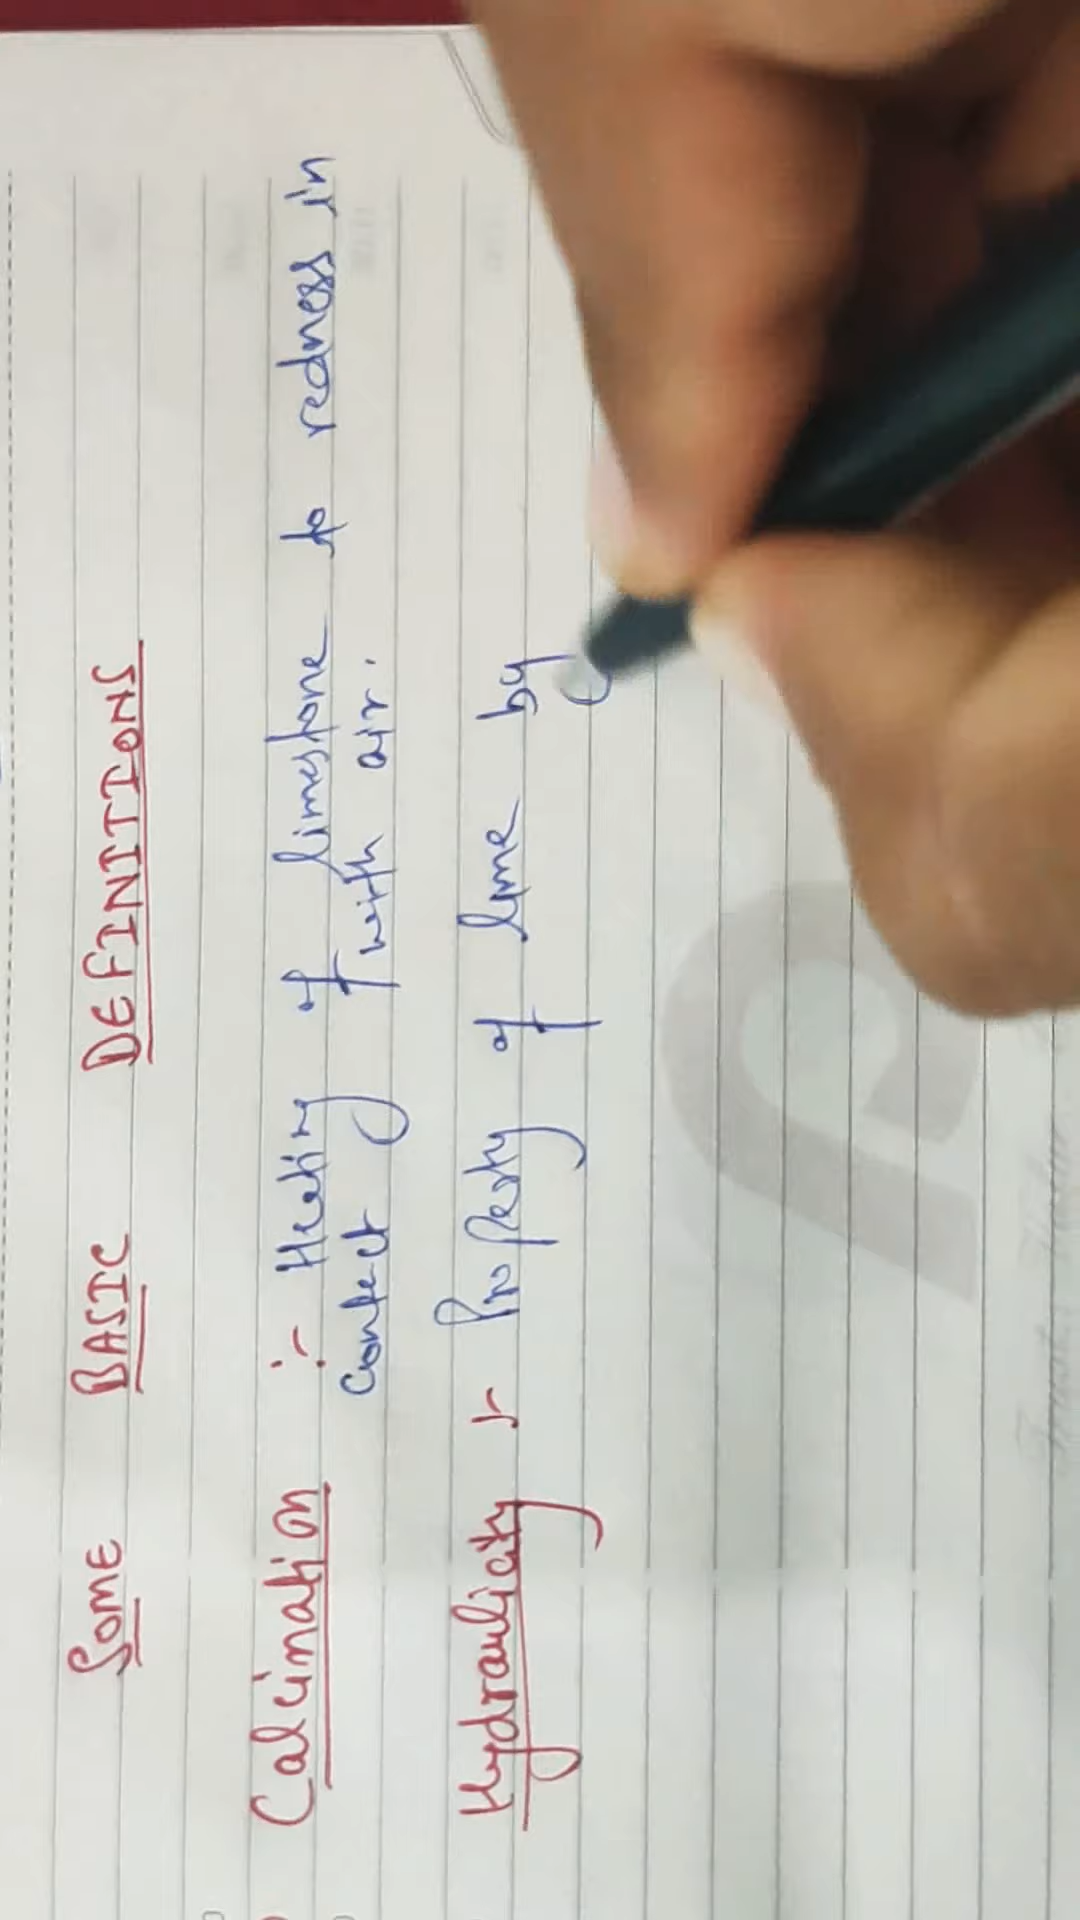 SOME BASIC DEFINITIONS
Calcination :- Heating of limestone to redness in
contact with air.
Hydraulicity :- Property of lime by